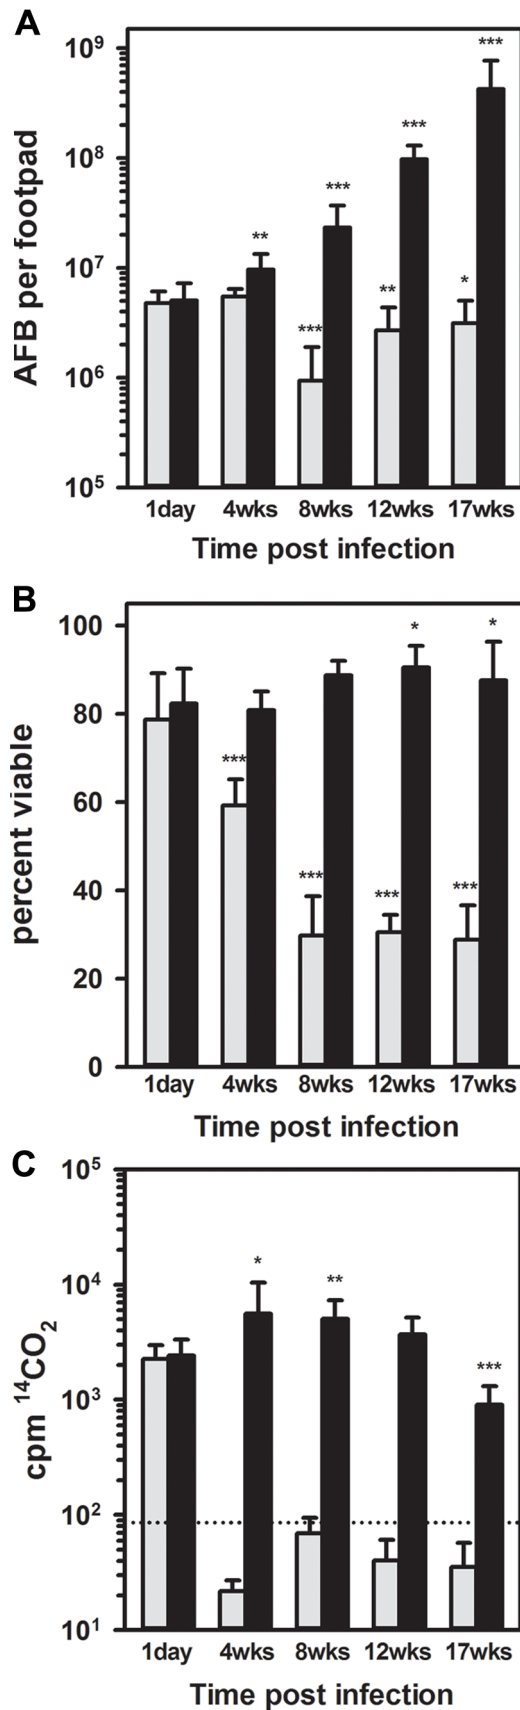 A
AFB per footpad
10⁹
10⁸
10⁷
10⁶
10⁵
***
***
***
**
***
**
*
1day 4wks 8wks 12wks 17wks
Time post infection
B
percent viable
100
80
60
40
20
0
*
*
***
***
***
***
1day 4wks 8wks 12wks 17wks
Time post infection
C
cpm ¹⁴CO₂
10⁵
10⁴
10³
10²
10¹
*
**
***
1day 4wks 8wks 12wks 17wks
Time post infection